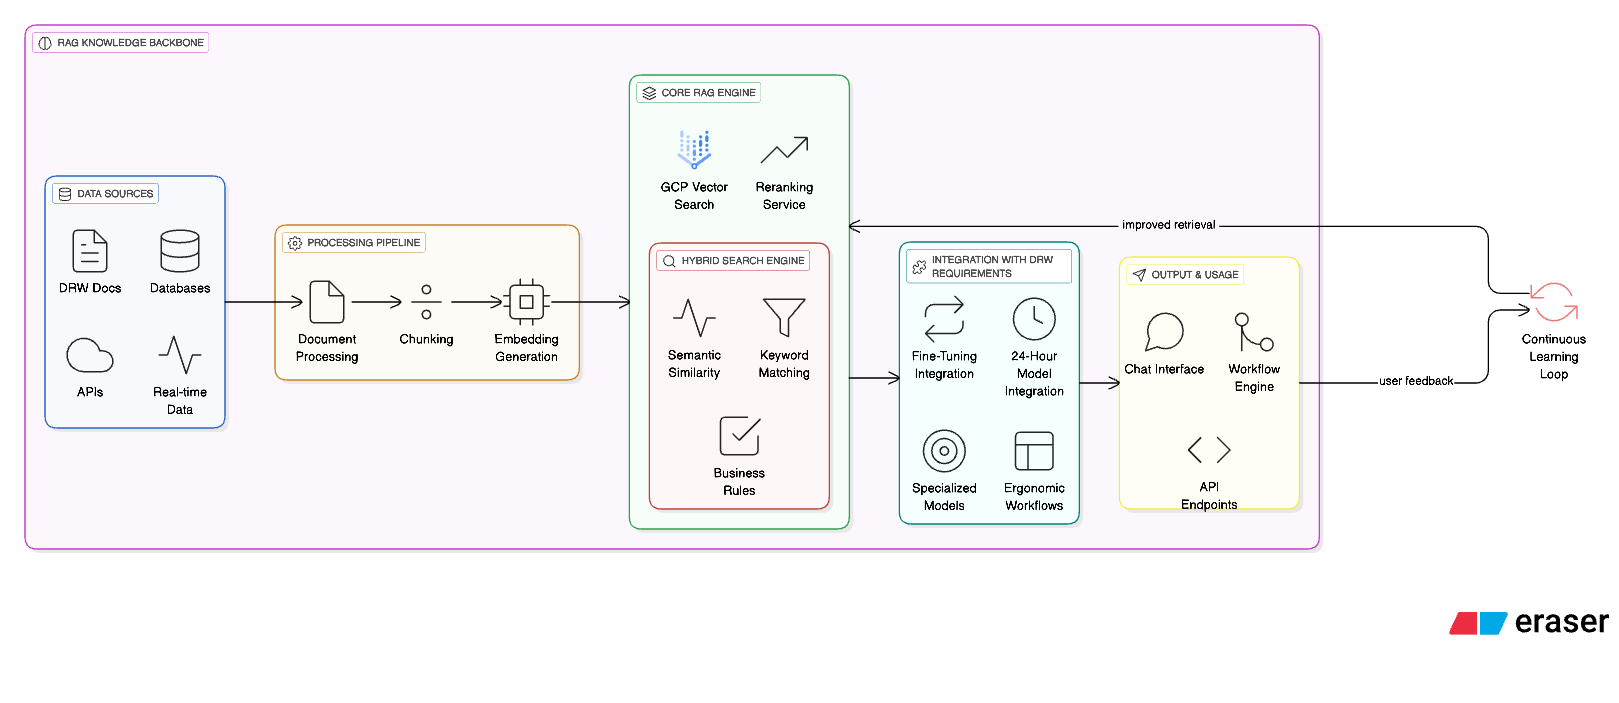 RAG KNOWLEDGE BACKBONE
DATA SOURCES
DRW Docs
Databases
APIs
Real-time
Data
PROCESSING PIPELINE
Document
Processing
Chunking
Embedding
Generation
CORE RAG ENGINE
GCP Vector
Search
Reranking
Service
HYBRID SEARCH ENGINE
Semantic
Similarity
Keyword
Matching
Business
Rules
INTEGRATION WITH DRW
REQUIREMENTS
Fine-Tuning
Integration
24-Hour
Model
Integration
Specialized
Models
Ergonomic
Workflows
OUTPUT & USAGE
Chat Interface
Workflow
Engine
API
Endpoints
improved retrieval
user feedback
Continuous
Learning
Loop
eraser